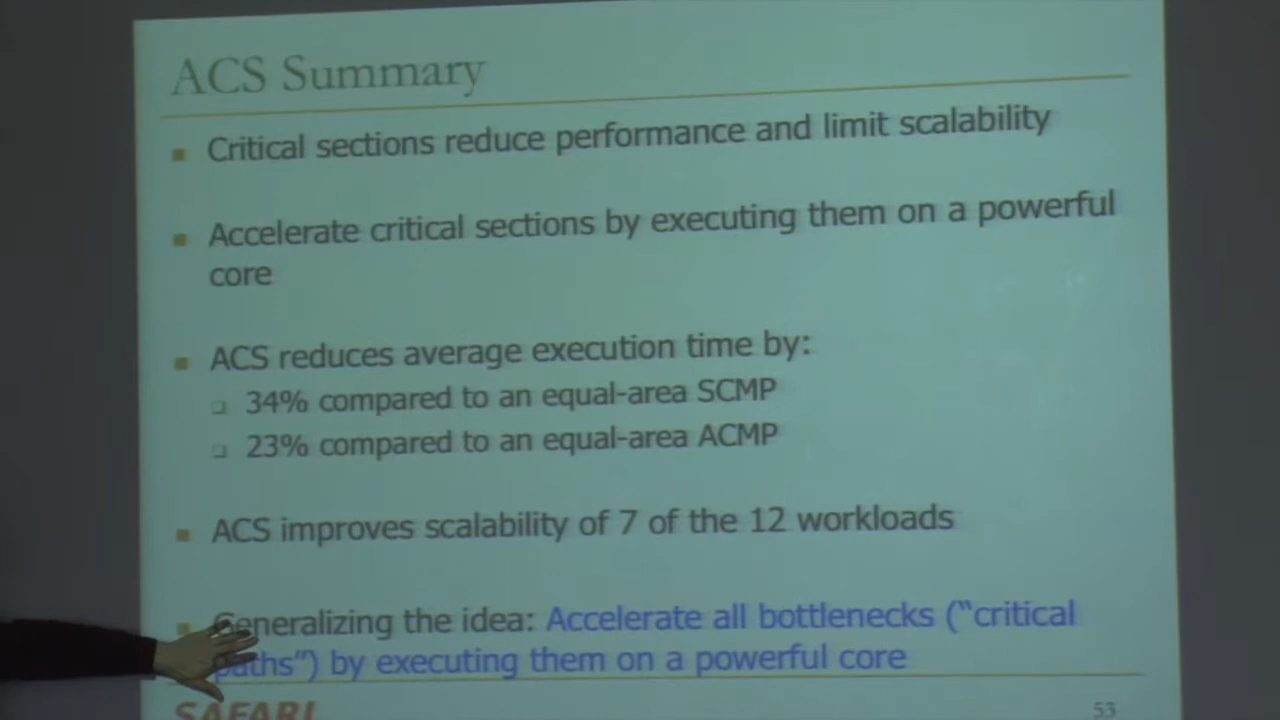 ACS Summary
Critical sections reduce performance and limit scalability
Accelerate critical sections by executing them on a powerful
core
ACS reduces average execution time by:
34% compared to an equal-area SCMP
23% compared to an equal-area ACMP
ACS improves scalability of 7 of the 12 workloads
Generalizing the idea: Accelerate all bottlenecks ("critical
paths") by executing them on a powerful core
SAFARI
53